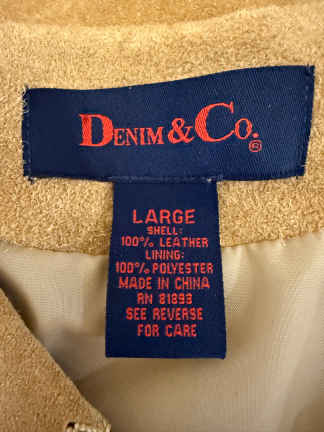 DENIM & CO.®
LARGE
SHELL:
100% LEATHER
LINING:
100% POLYESTER
MADE IN CHINA
RN 81893
SEE REVERSE
FOR CARE